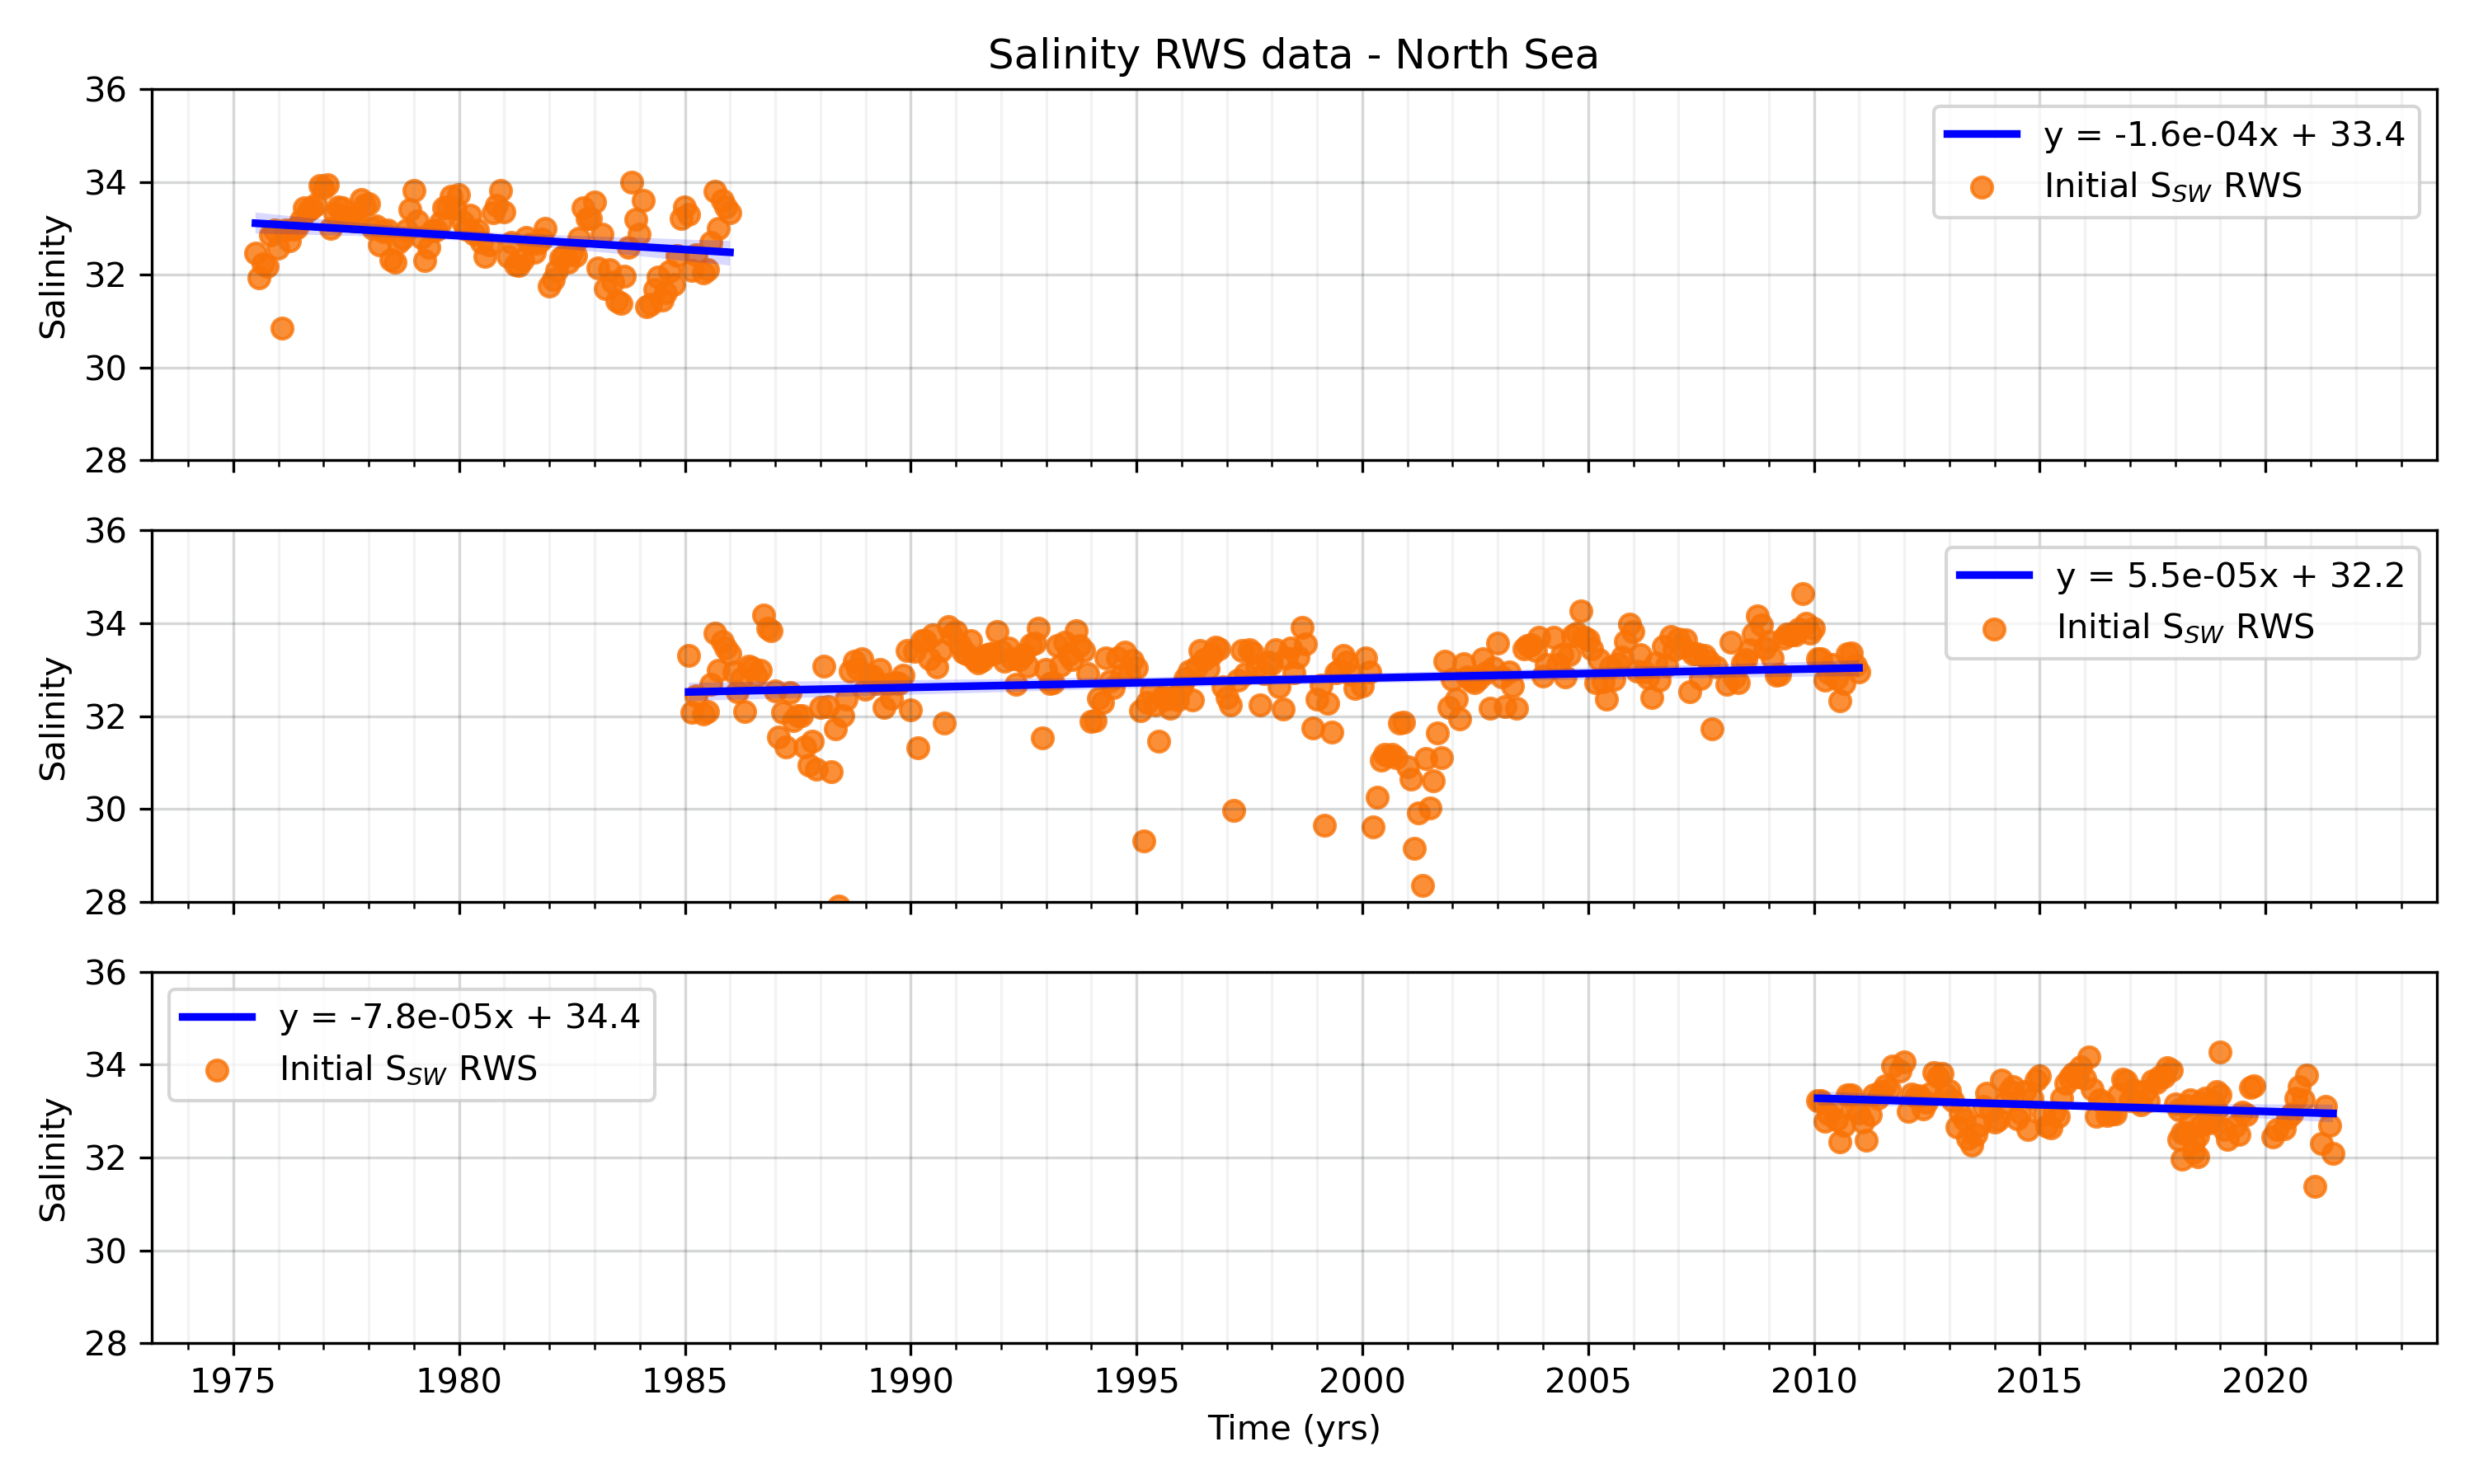 Salinity RWS data - North Sea
36
34
32
30
28
Salinity
y = -1.6e-04x + 33.4
Initial S_SW RWS
36
34
32
30
28
Salinity
y = 5.5e-05x + 32.2
Initial S_SW RWS
36
34
32
30
28
Salinity
y = -7.8e-05x + 34.4
Initial S_SW RWS
1975 1980 1985 1990 1995 2000 2005 2010 2015 2020
Time (yrs)